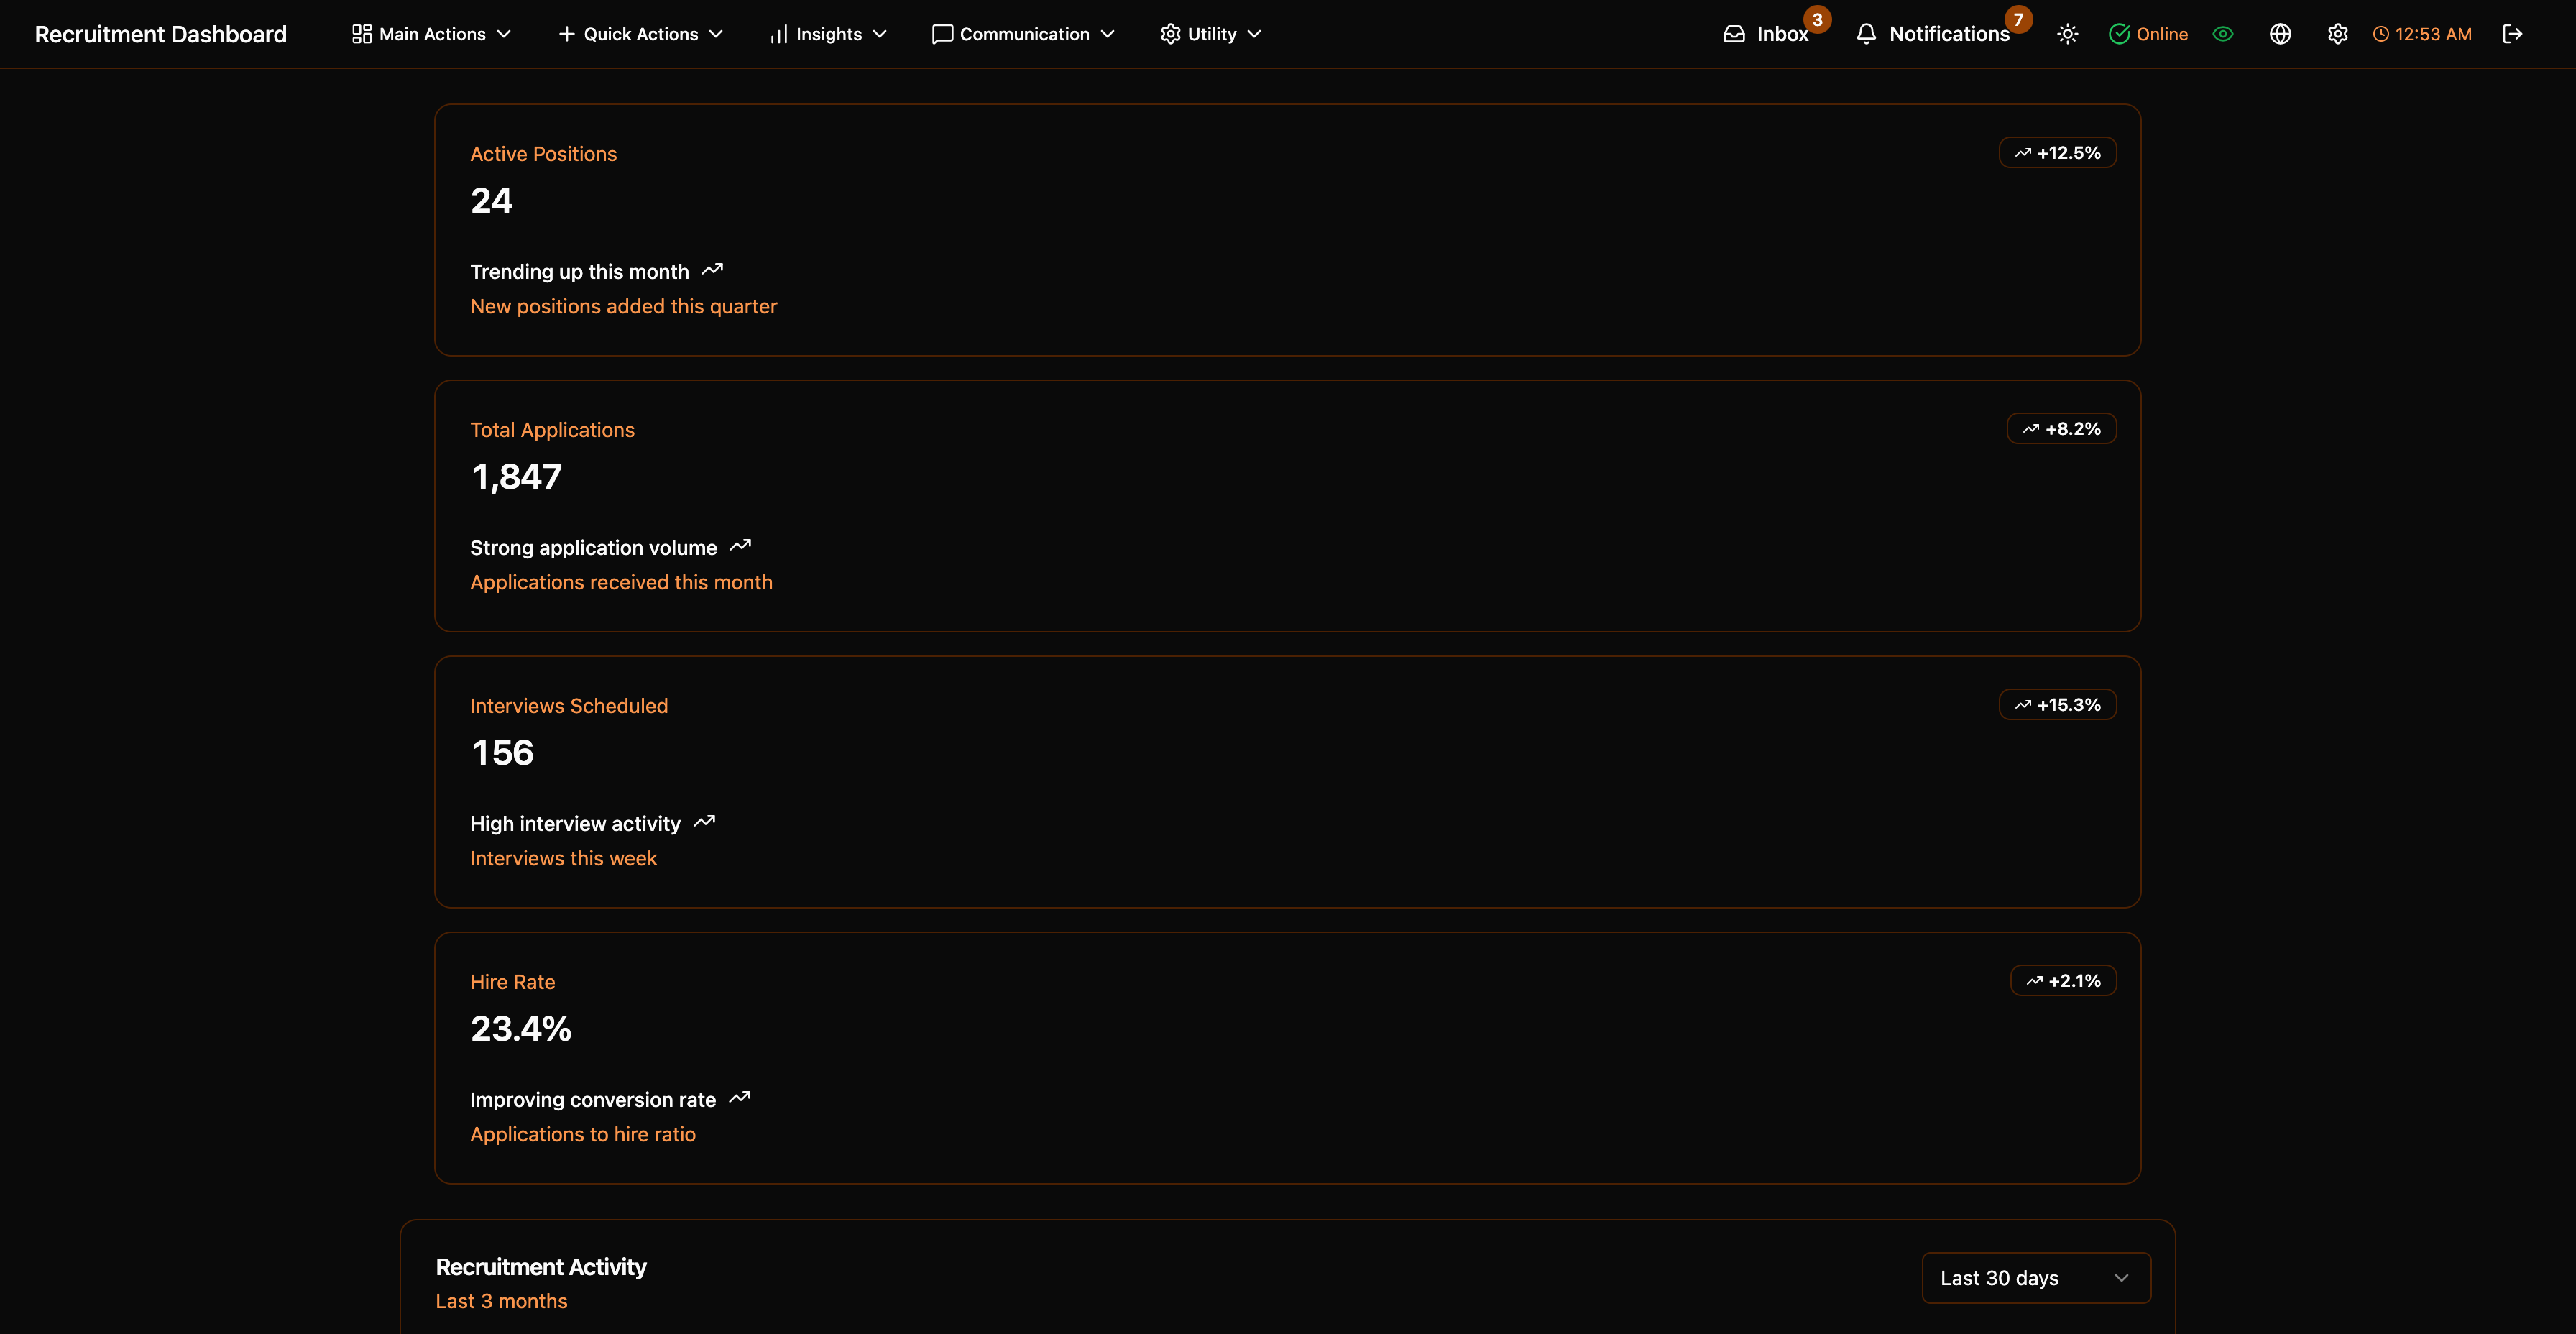 Recruitment Dashboard Main Actions Quick Actions Insights Communication Utility Inbox 3 Notifications 7 Online 12:53 AM
Active Positions +12.5%
24
Trending up this month
New positions added this quarter
Total Applications +8.2%
1,847
Strong application volume
Applications received this month
Interviews Scheduled +15.3%
156
High interview activity
Interviews this week
Hire Rate +2.1%
23.4%
Improving conversion rate
Applications to hire ratio
Recruitment Activity Last 30 days
Last 3 months